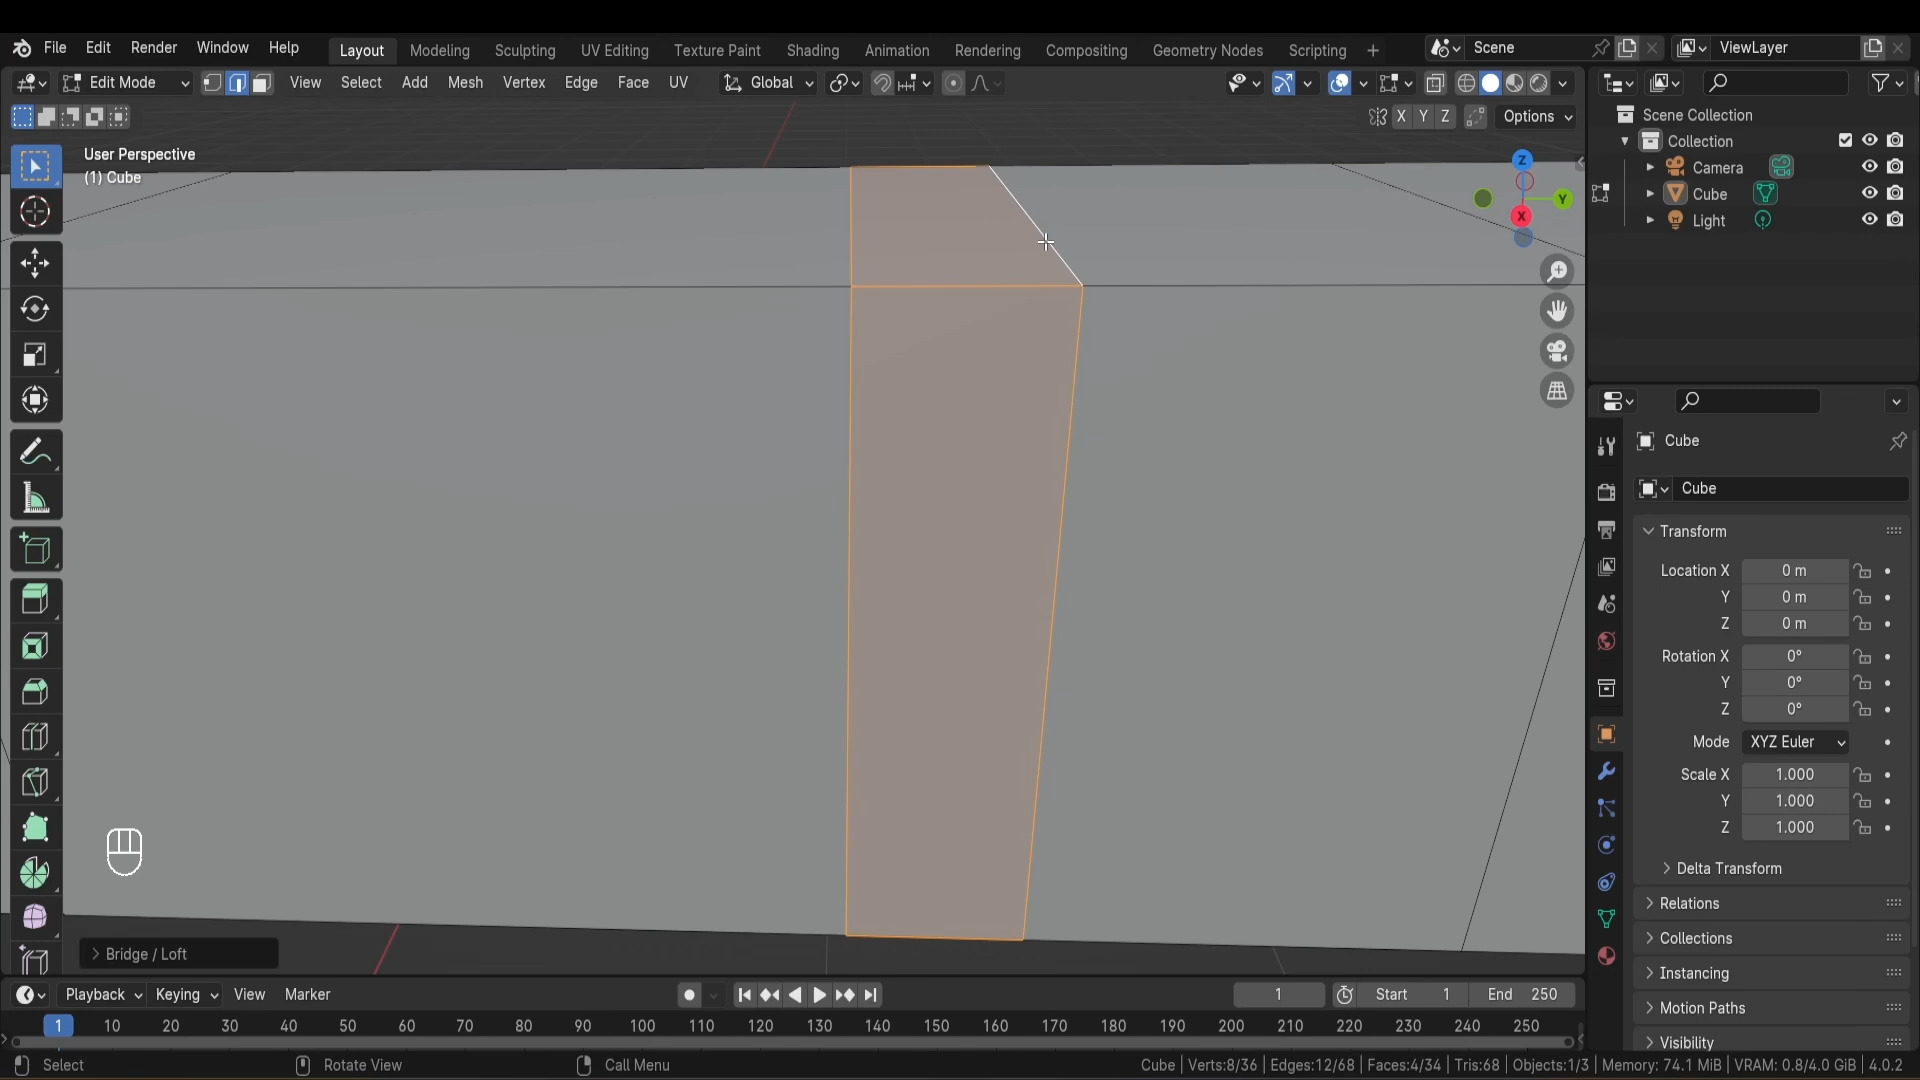 File Edit Render Window Help Layout Modeling Sculpting UV Editing Texture Paint Shading Animation Rendering Compositing Geometry Nodes Scripting + Scene ViewLayer
Edit Mode View Select Add Mesh Vertex Edge Face UV Global
X Y Z Options
User Perspective
(1) Cube
Z
Y
X
Scene Collection
Collection
Camera
Cube
Light
Cube
Cube
Transform
Location X 0 m
Y 0 m
Z 0 m
Rotation X 0°
Y 0°
Z 0°
Mode XYZ Euler
Scale X 1.000
Y 1.000
Z 1.000
Delta Transform
Relations
Collections
Instancing
Motion Paths
Visibility
Bridge / Loft
Playback Keying View Marker 1 Start 1 End 250
1 10 20 30 40 50 60 70 80 90 100 110 120 130 140 150 160 170 180 190 200 210 220 230 240 250
Select Rotate View Call Menu Cube | Verts:8/36 | Edges:12/68 | Faces:4/34 | Tris:68 | Objects:1/3 | Memory: 74.1 MiB | VRAM: 0.8/4.0 GiB | 4.0.2